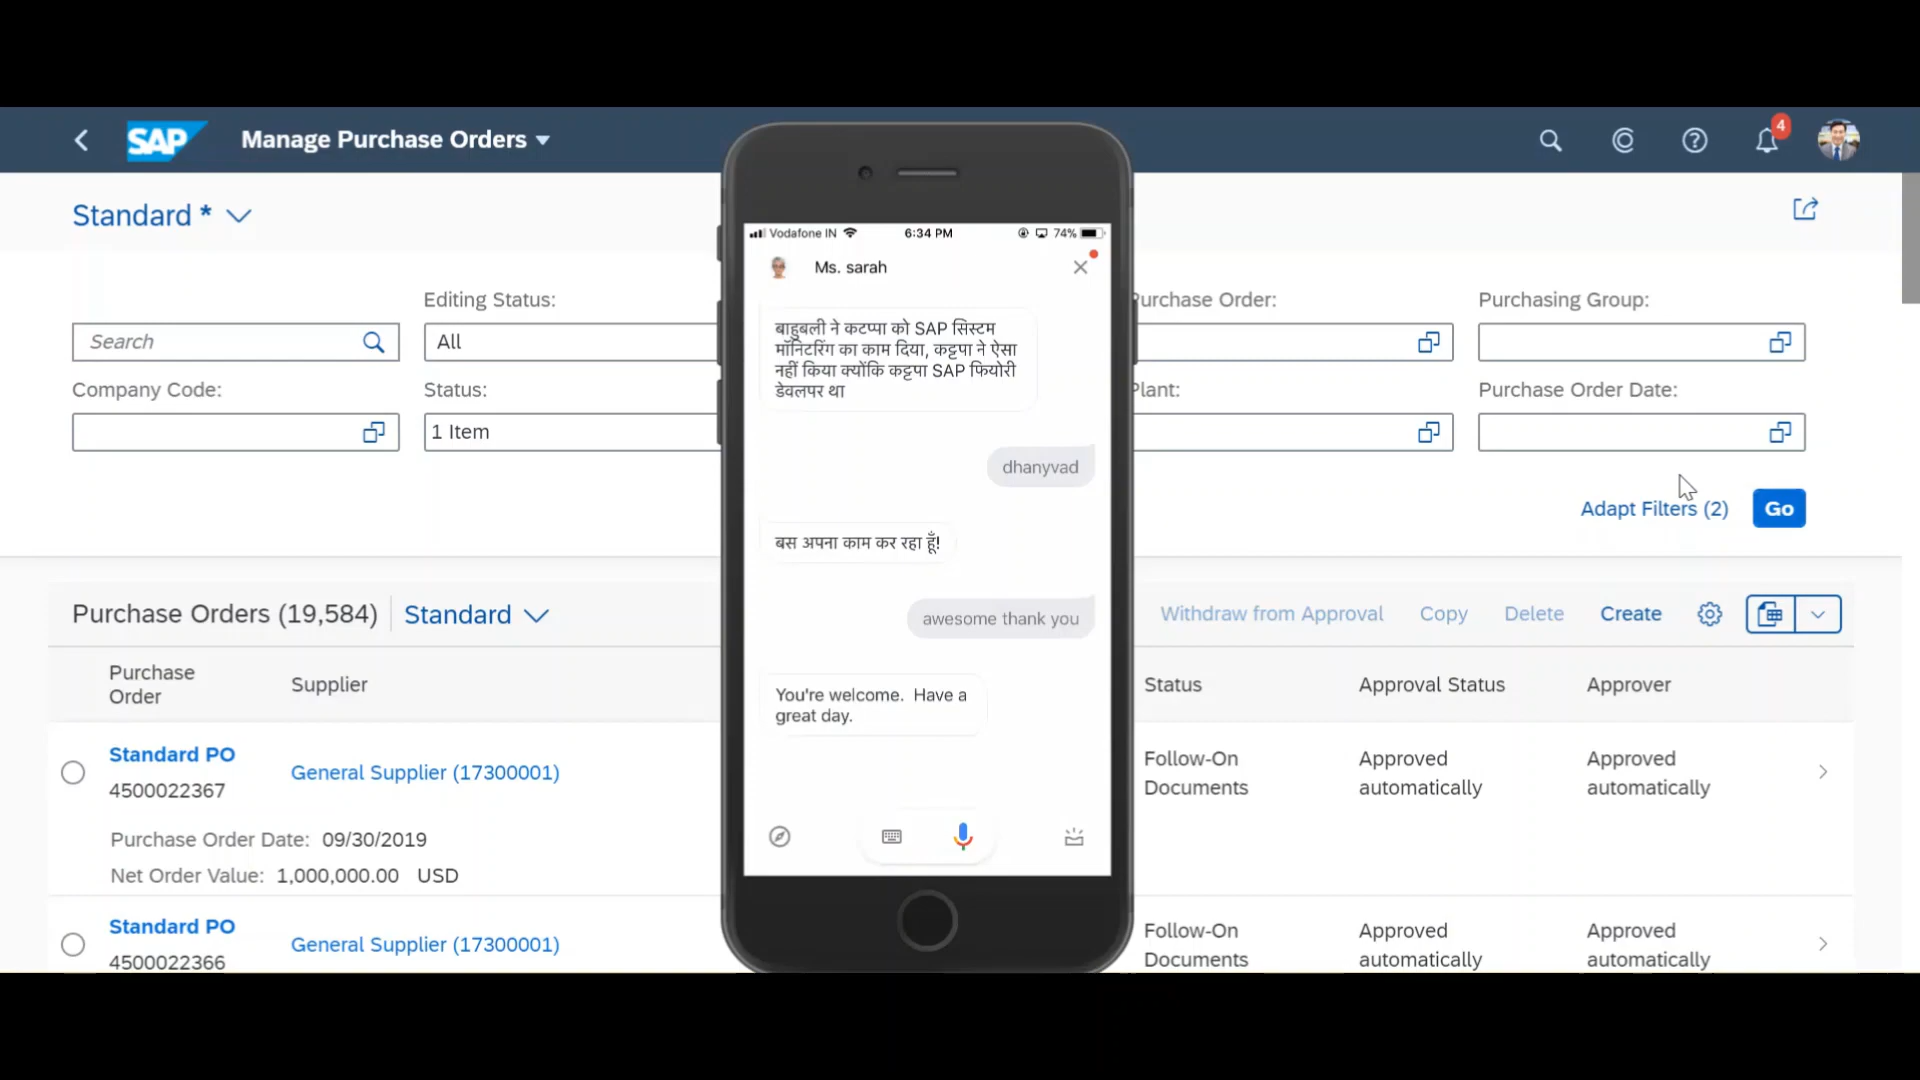 SAP
Manage Purchase Orders
4
Standard *
Editing Status:
urchase Order:
Purchasing Group:
Search
All
Company Code:
Status:
Plant:
Purchase Order Date:
1 Item
Adapt Filters (2)
Go
Purchase Orders (19,584)
Standard
Withdraw from Approval
Copy
Delete
Create
Purchase
Order
Supplier
Status
Approval Status
Approver
Standard PO
4500022367
General Supplier (17300001)
Follow-On
Documents
Approved
automatically
Approved
automatically
Purchase Order Date: 09/30/2019
Net Order Value: 1,000,000.00 USD
Standard PO
4500022366
General Supplier (17300001)
Follow-On
Documents
Approved
automatically
Approved
automatically
Vodafone IN
6:34 PM
74%
Ms. sarah
बाहुबली ने कटप्पा को SAP सिस्टम
मॉनिटरिंग का काम दिया, कट्टपा ने ऐसा
नहीं किया क्योंकि कट्टपा SAP फियोरी
डेवलपर था
dhanyvad
बस अपना काम कर रहा हूँ!
awesome thank you
You're welcome. Have a
great day.